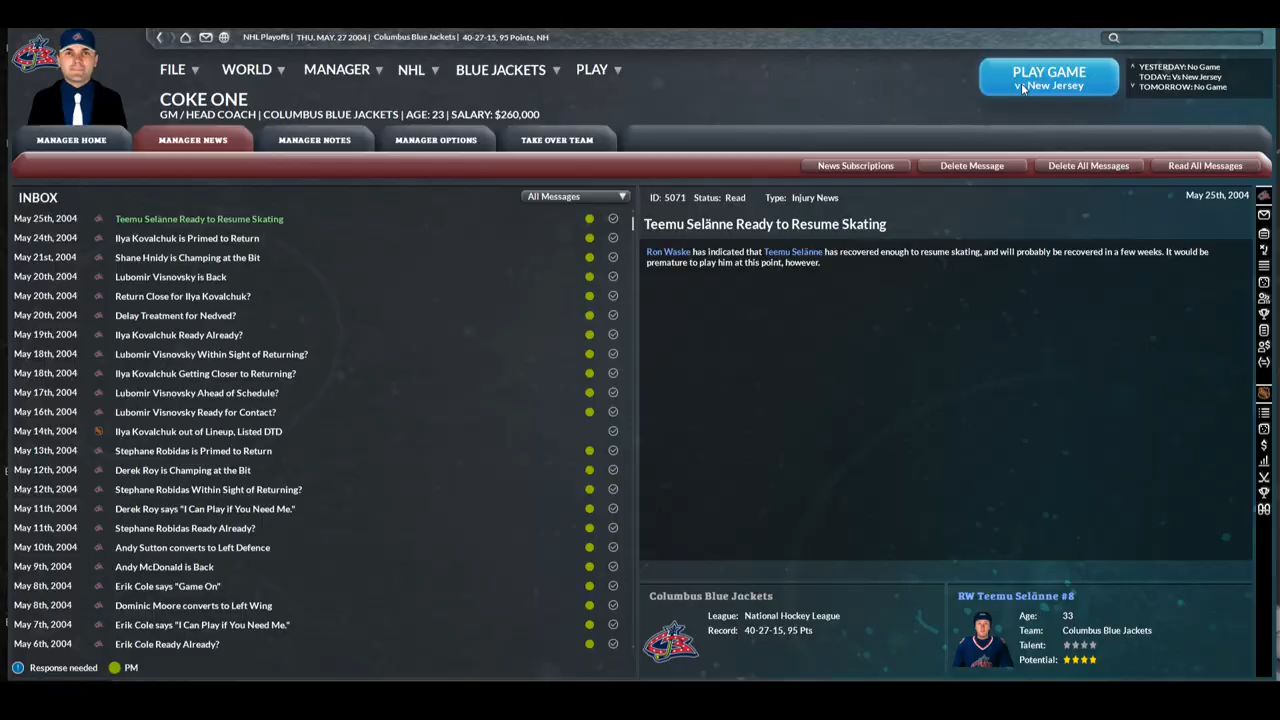 NHL Playoffs | THU. MAY. 27 2004 | Columbus Blue Jackets | 40-27-15, 95 Points, NH
FILE WORLD MANAGER NHL BLUE JACKETS PLAY
PLAY GAME
vs New Jersey
YESTERDAY: No Game
TODAY:: Vs New Jersey
TOMORROW: No Game
COKE ONE
GM / HEAD COACH | COLUMBUS BLUE JACKETS | AGE: 23 | SALARY: $260,000
MANAGER HOME MANAGER NEWS MANAGER NOTES MANAGER OPTIONS TAKE OVER TEAM
News Subscriptions Delete Message Delete All Messages Read All Messages
INBOX All Messages
May 25th, 2004 Teemu Selänne Ready to Resume Skating
May 24th, 2004 Ilya Kovalchuk is Primed to Return
May 21st, 2004 Shane Hnidy is Champing at the Bit
May 20th, 2004 Lubomir Visnovsky is Back
May 20th, 2004 Return Close for Ilya Kovalchuk?
May 20th, 2004 Delay Treatment for Nedved?
May 19th, 2004 Ilya Kovalchuk Ready Already?
May 18th, 2004 Lubomir Visnovsky Within Sight of Returning?
May 18th, 2004 Ilya Kovalchuk Getting Closer to Returning?
May 17th, 2004 Lubomir Visnovsky Ahead of Schedule?
May 16th, 2004 Lubomir Visnovsky Ready for Contact?
May 14th, 2004 Ilya Kovalchuk out of Lineup, Listed DTD
May 13th, 2004 Stephane Robidas is Primed to Return
May 12th, 2004 Derek Roy is Champing at the Bit
May 12th, 2004 Stephane Robidas Within Sight of Returning?
May 11th, 2004 Derek Roy says "I Can Play if You Need Me."
May 11th, 2004 Stephane Robidas Ready Already?
May 10th, 2004 Andy Sutton converts to Left Defence
May 9th, 2004 Andy McDonald is Back
May 8th, 2004 Erik Cole says "Game On"
May 8th, 2004 Dominic Moore converts to Left Wing
May 7th, 2004 Erik Cole says "I Can Play if You Need Me."
May 6th, 2004 Erik Cole Ready Already?
Response needed PM
ID: 5071 Status: Read Type: Injury News May 25th, 2004
Teemu Selänne Ready to Resume Skating
Ron Waske has indicated that Teemu Selänne has recovered enough to resume skating, and will probably be recovered in a few weeks. It would be
premature to play him at this point, however.
Columbus Blue Jackets
League: National Hockey League
Record: 40-27-15, 95 Pts
RW Teemu Selänne #8
Age: 33
Team: Columbus Blue Jackets
Talent:
Potential: